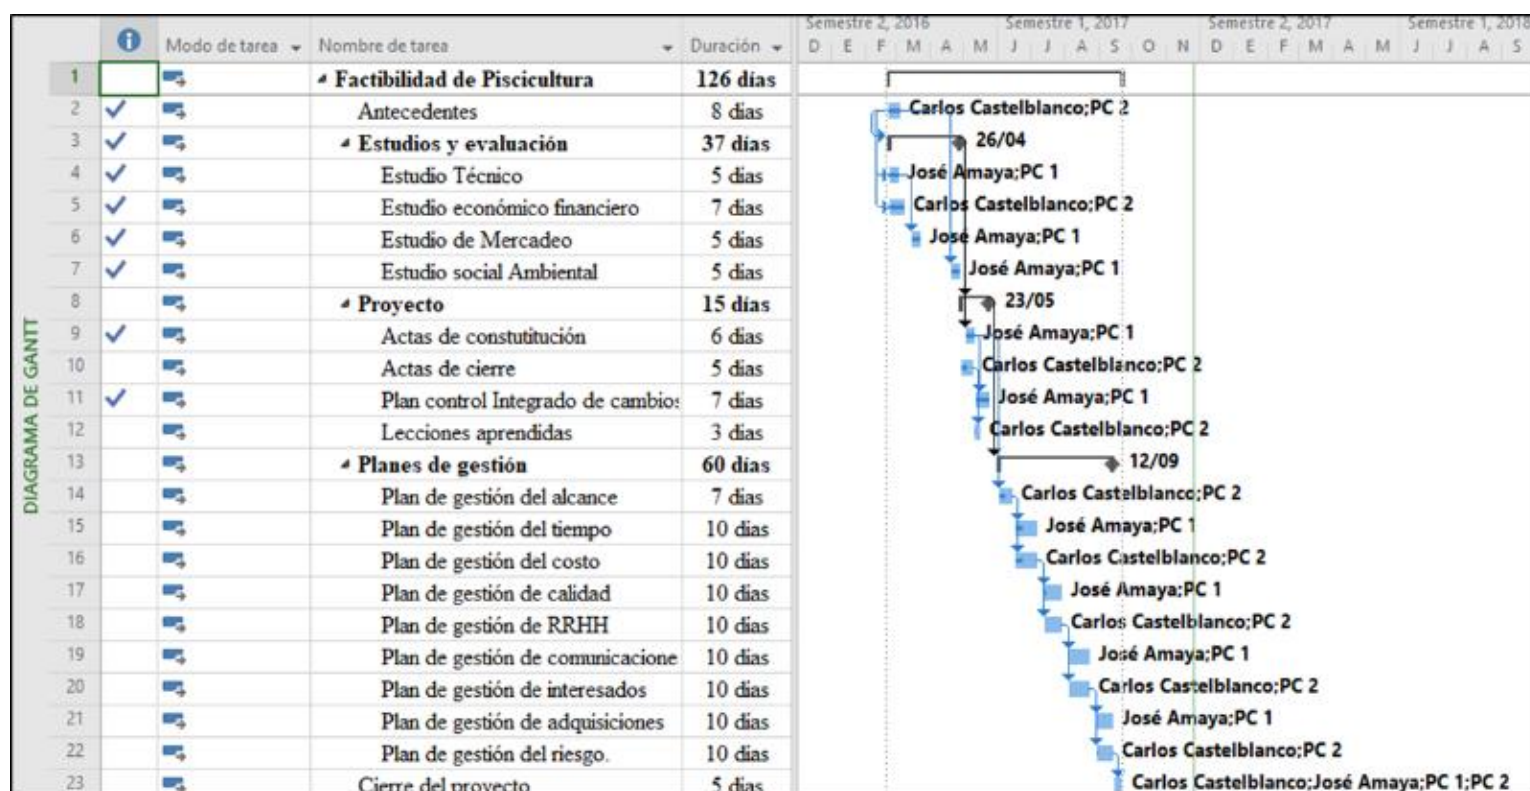 Semestre 2, 2016 Semestre 1, 2017 Semestre 2, 2017 Semestre 1, 2018
Modo de tarea Nombre de tarea Duración D E F M A M J J A S O N D E F M A M J J A S
1 Factibilidad de Piscicultura 126 días
2 Antecedentes 8 días Carlos Castelblanco;PC 2
3 Estudios y evaluación 37 días 26/04
4 Estudio Técnico 5 días José Amaya;PC 1
5 Estudio económico financiero 7 días Carlos Castelblanco;PC 2
6 Estudio de Mercadeo 5 días José Amaya;PC 1
7 Estudio social Ambiental 5 días José Amaya;PC 1
8 Proyecto 15 días 23/05
9 Actas de constutitución 6 días José Amaya;PC 1
10 Actas de cierre 5 días Carlos Castelblanco;PC 2
11 Plan control Integrado de cambios 7 días José Amaya;PC 1
12 Lecciones aprendidas 3 días Carlos Castelblanco;PC 2
13 Planes de gestión 60 días 12/09
14 Plan de gestión del alcance 7 días Carlos Castelblanco;PC 2
15 Plan de gestión del tiempo 10 días José Amaya;PC 1
16 Plan de gestión del costo 10 días Carlos Castelblanco;PC 2
17 Plan de gestión de calidad 10 días José Amaya;PC 1
18 Plan de gestión de RRHH 10 días Carlos Castelblanco;PC 2
19 Plan de gestión de comunicacione 10 días José Amaya;PC 1
20 Plan de gestión de interesados 10 días Carlos Castelblanco;PC 2
21 Plan de gestión de adquisiciones 10 días José Amaya;PC 1
22 Plan de gestión del riesgo. 10 días Carlos Castelblanco;PC 2
23 Cierre del proyecto 5 días Carlos Castelblanco;José Amaya;PC 1;PC 2
DIAGRAMA DE GANTT